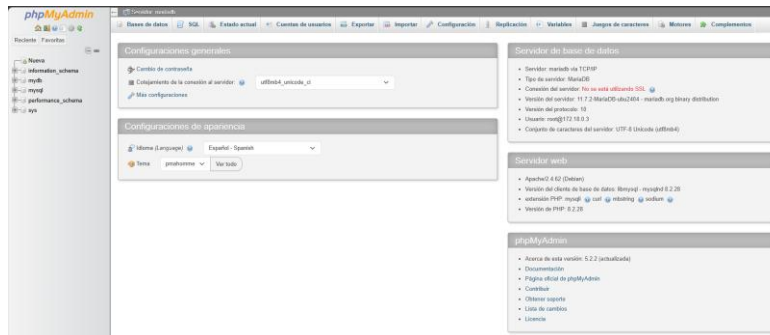 phpMyAdmin
Reciente Favoritas
Nueva
information_schema
mydb
mysql
performance_schema
sys
Servidor: mariadb
Bases de datos SQL Estado actual Cuentas de usuarios Exportar Importar Configuración Replicación Variables Juegos de caracteres Motores Complementos
Configuraciones generales
Cambio de contraseña
Cotejamiento de la conexión al servidor: utf8mb4_unicode_ci
Más configuraciones
Configuraciones de apariencia
Idioma (Language) Español - Spanish
Tema pmahomme Ver todo
Servidor de base de datos
Servidor: mariadb via TCP/IP
Tipo de servidor: MariaDB
Conexión del servidor: No se está utilizando SSL
Versión del servidor: 11.7.2-MariaDB-ubu2404 - mariadb.org binary distribution
Versión del protocolo: 10
Usuario: root@172.18.0.3
Conjunto de caracteres del servidor: UTF-8 Unicode (utf8mb4)
Servidor web
Apache/2.4.62 (Debian)
Versión del cliente de base de datos: libmysql - mysqlnd 8.2.28
extensión PHP: mysqli curl mbstring sodium
Versión de PHP: 8.2.28
phpMyAdmin
Acerca de esta versión: 5.2.2 (actualizada)
Documentación
Página oficial de phpMyAdmin
Contribuir
Obtener soporte
Lista de cambios
Licencia